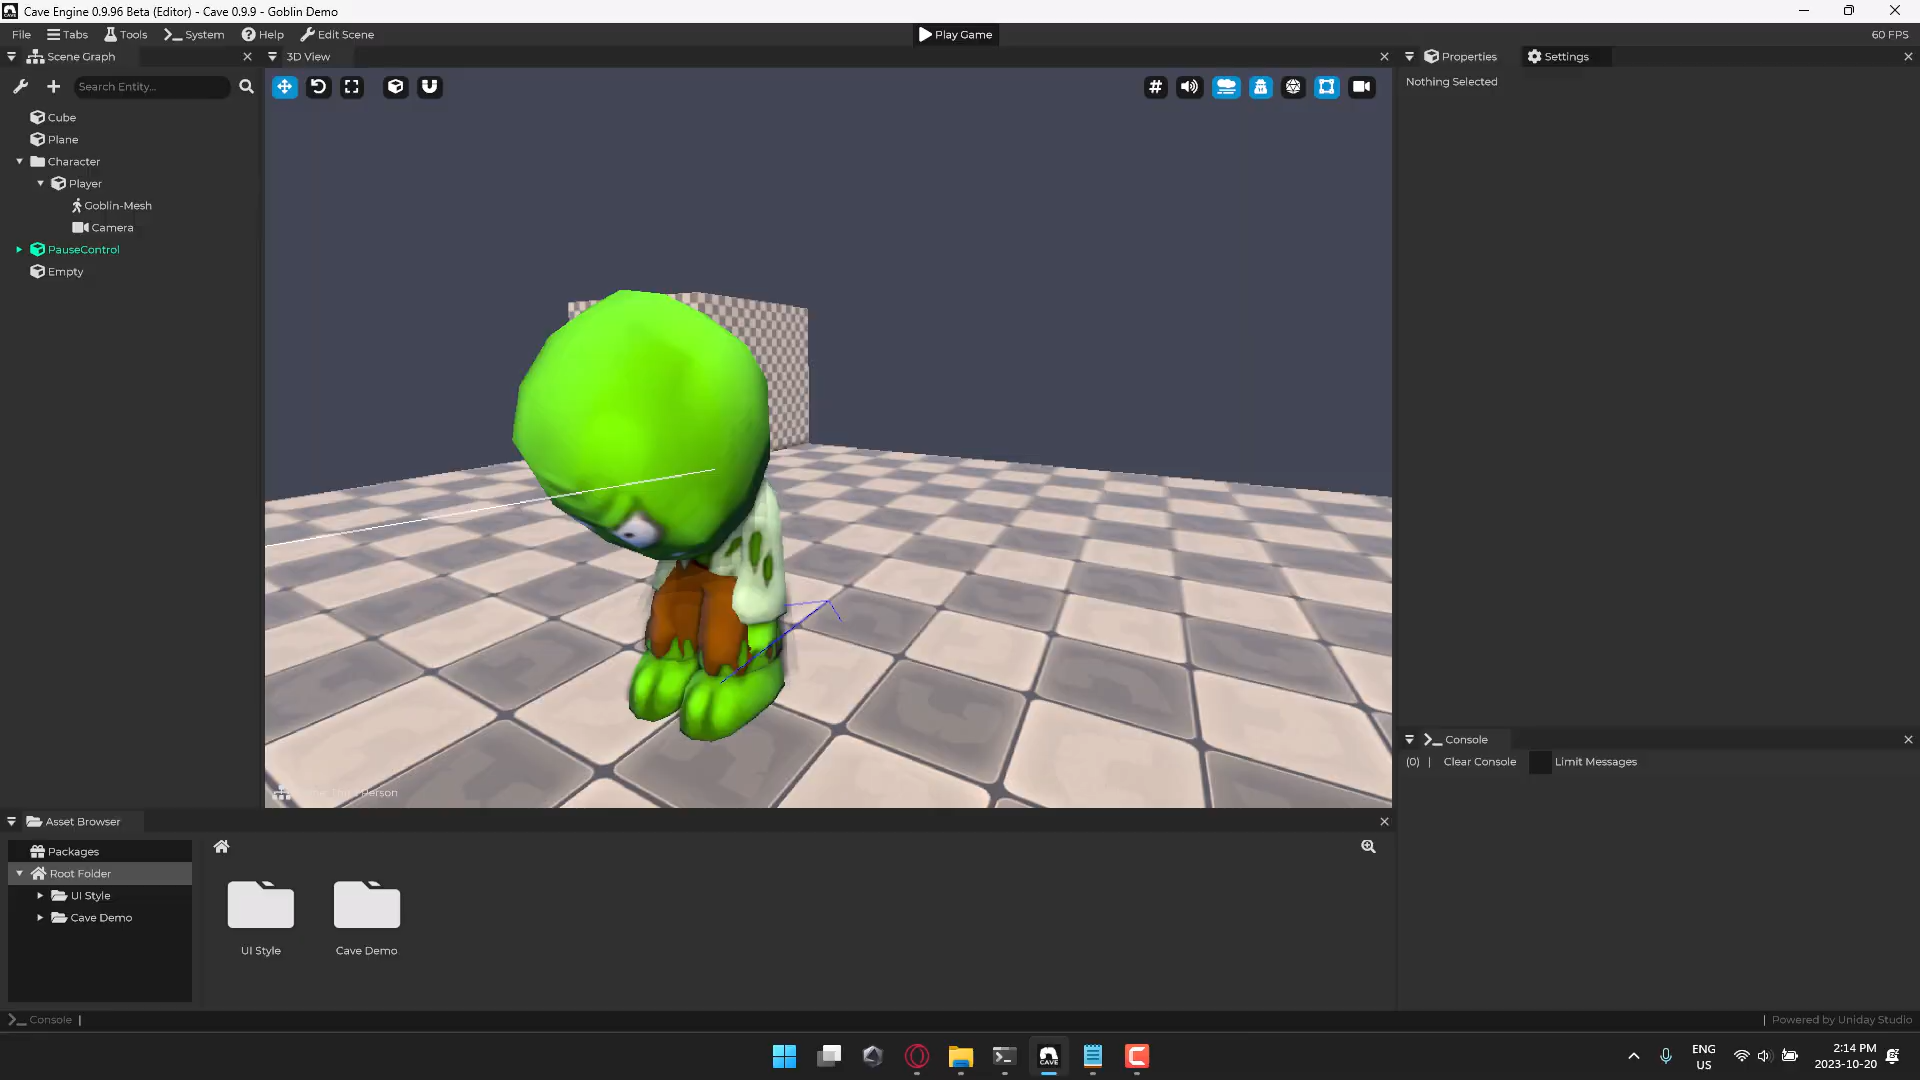 Cave Engine 0.9.96 Beta (Editor) - Cave 0.9.9 - Goblin Demo
File Tabs Tools System Help Edit Scene Play Game 60 FPS
Scene Graph 3D View Properties Settings
Search Entity...
Nothing Selected
Cube
Plane
Character
Player
Goblin-Mesh
Camera
PauseControl
Empty
Console
(0) | Clear Console Limit Messages
Person
Asset Browser
Packages
Root Folder
UI Style
Cave Demo
UI Style Cave Demo
Console | | Powered by Uniday Studio
CAVE
ENG
US
2:14 PM
2023-10-20